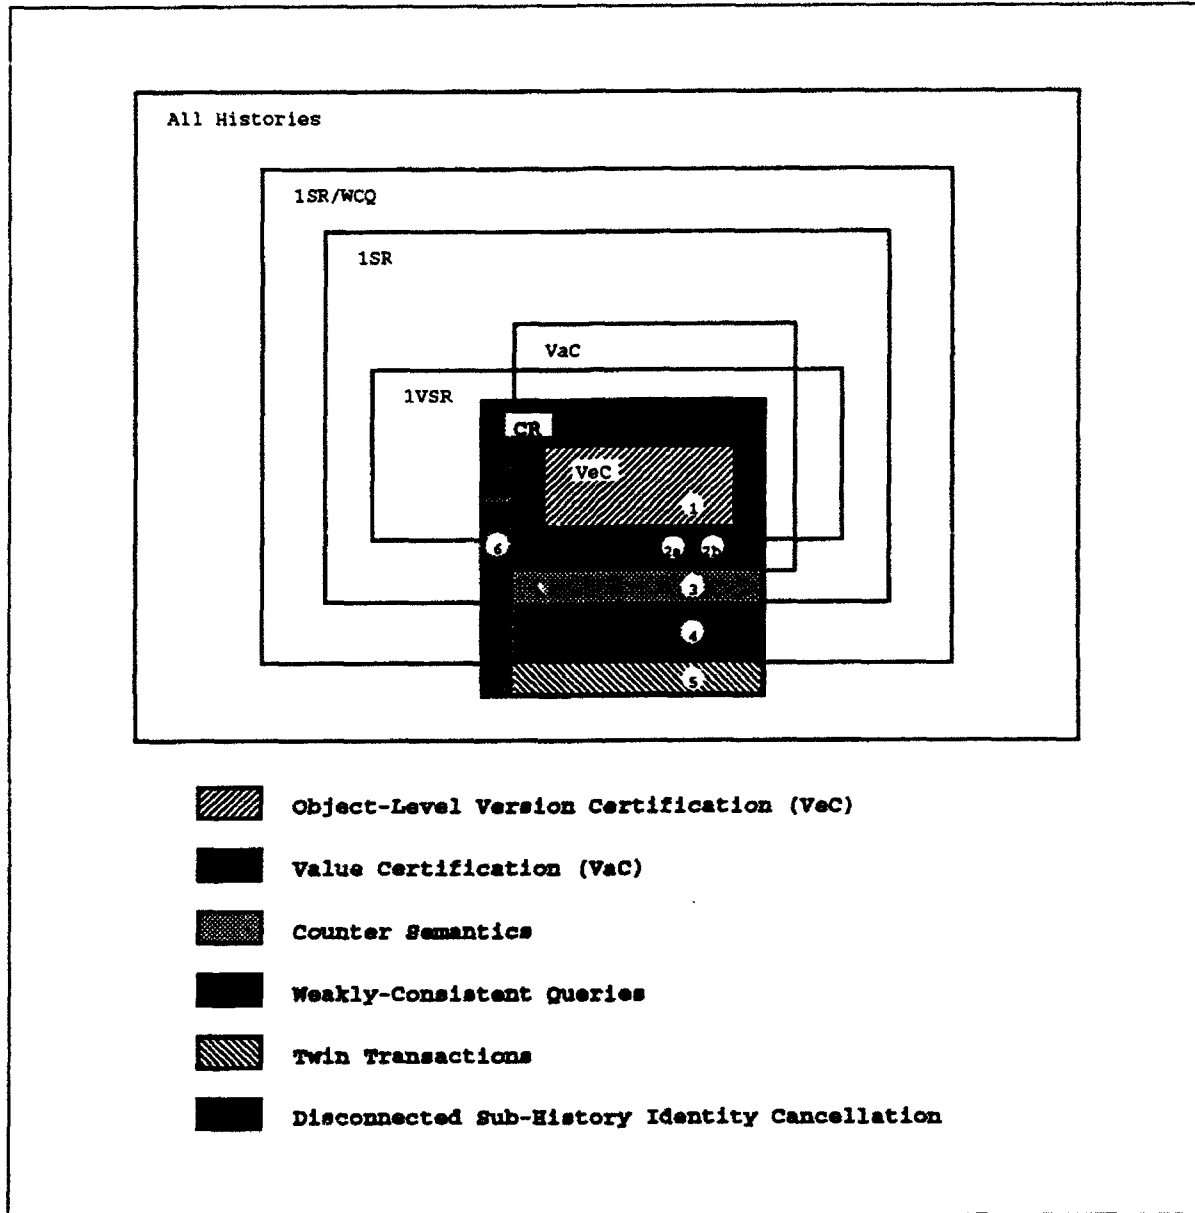 All Histories
1SR/WCQ
1SR
VaC
1VSR
CR
VeC
1
6
2a
2b
3
4
5
Object-Level Version Certification (VeC)
Value Certification (VaC)
Counter Semantics
Weakly-Consistent Queries
Twin Transactions
Disconnected Sub-History Identity Cancellation